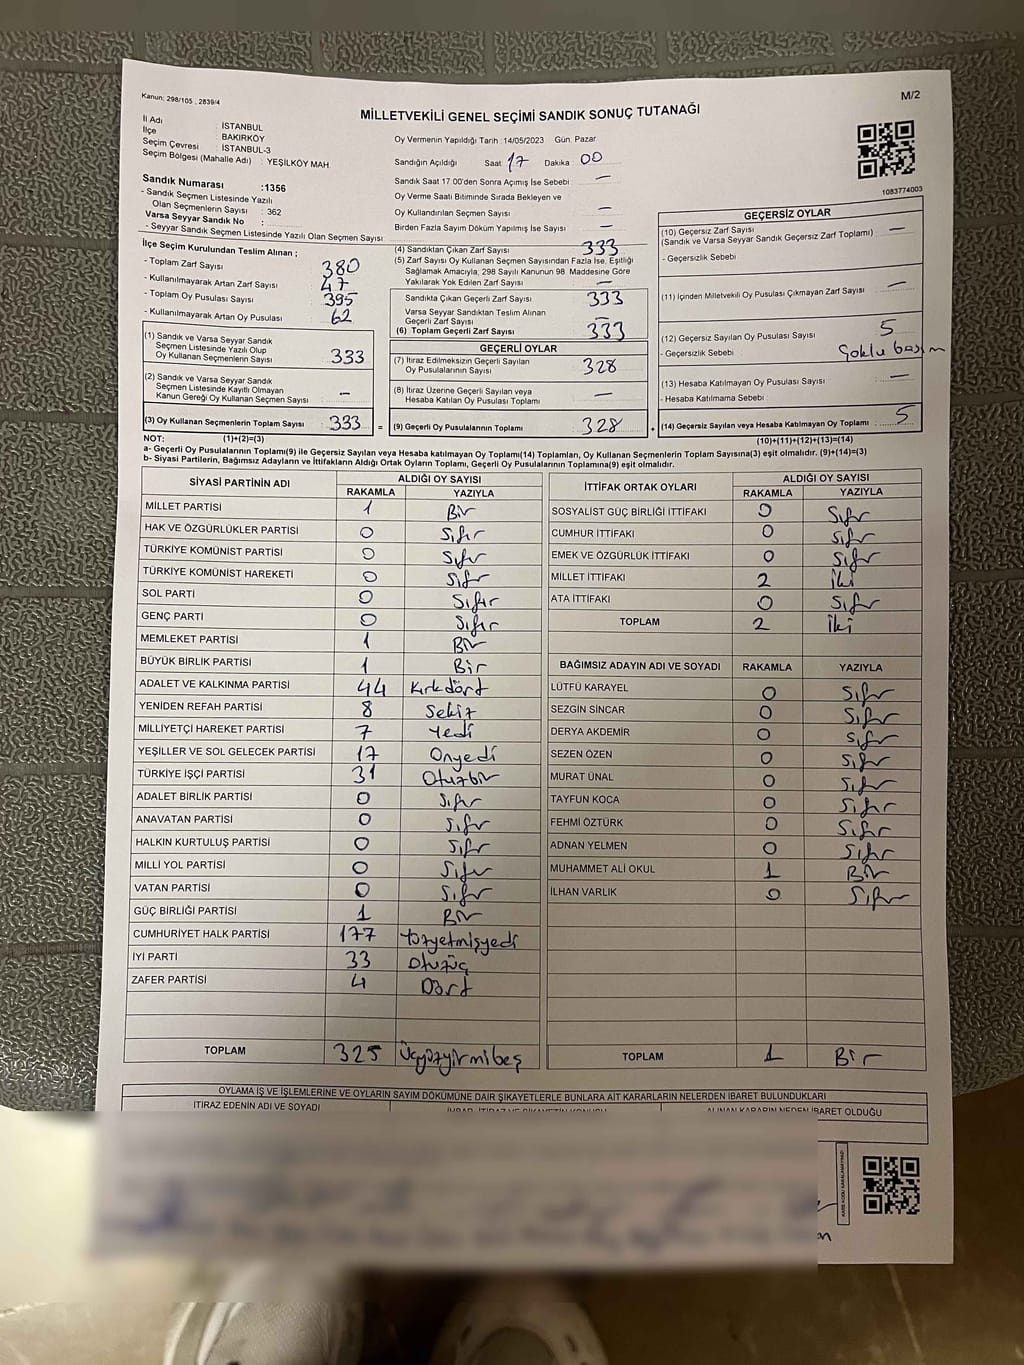 Kanun: 298/105 , 2839/4
M/2
MİLLETVEKİLİ GENEL SEÇİMİ SANDIK SONUÇ TUTANAĞI
İl Adı : İSTANBUL
İlçe : BAKIRKÖY
Seçim Çevresi : İSTANBUL-3
Seçim Bölgesi (Mahalle Adı) : YEŞİLKÖY MAH.
Sandık Numarası :1356
- Sandık Seçmen Listesinde Yazılı
Olan Seçmenlerin Sayısı : 362
Varsa Seyyar Sandık No :
- Seyyar Sandık Seçmen Listesinde Yazılı Olan Seçmen Sayısı
Oy Vermenin Yapıldığı Tarih : 14/05/2023 Gün: Pazar
Sandığın Açıldığı Saat: 17 Dakika : 00
Sandık Saat 17:00'den Sonra Açımış İse Sebebi —
Oy Verme Saati Bitiminde Sırada Bekleyen ve
Oy Kullandırılan Seçmen Sayısı —
Birden Fazla Sayım Döküm Yapılmış İse Sayısı —
1083774003
İlçe Seçim Kurulundan Teslim Alınan ;
- Toplam Zarf Sayısı 380
- Kullanılmayarak Artan Zarf Sayısı 47
- Toplam Oy Pusulası Sayısı 395
- Kullanılmayarak Artan Oy Pusulası 62
(1) Sandık ve Varsa Seyyar Sandık
Seçmen Listesinde Yazılı Olup
Oy Kullanan Seçmenlerin Sayısı 333
(2) Sandık ve Varsa Seyyar Sandık
Seçmen Listesinde Kayıtlı Olmayan
Kanun Gereği Oy Kullanan Seçmen Sayısı —
(3) Oy Kullanan Seçmenlerin Toplam Sayısı 333 =
(4) Sandıktan Çıkan Zarf Sayısı 333
(5) Zarf Sayısı Oy Kullanan Seçmen Sayısından Fazla İse, Eşitliği
Sağlamak Amacıyla, 298 Sayılı Kanunun 98. Maddesine Göre
Yakılarak Yok Edilen Zarf Sayısı —
Sandıkta Çıkan Geçerli Zarf Sayısı 333
Varsa Seyyar Sandıktan Teslim Alınan
Geçerli Zarf Sayısı —
(6) Toplam Geçerli Zarf Sayısı 333
GEÇERLİ OYLAR
(7) İtiraz Edilmeksizin Geçerli Sayılan
Oy Pusulalarının Sayısı 328
(8) İtiraz Üzerine Geçerli Sayılan veya
Hesaba Katılan Oy Pusulası Toplamı —
(9) Geçerli Oy Pusulalarının Toplamı 328 +
GEÇERSİZ OYLAR
(10) Geçersiz Zarf Sayısı —
(Sandık ve Varsa Seyyar Sandık Geçersiz Zarf Toplamı)
- Geçersizlik Sebebi
(11) İçinden Milletvekili Oy Pusulası Çıkmayan Zarf Sayısı —
(12) Geçersiz Sayılan Oy Pusulası Sayısı 5
- Geçersizlik Sebebi Çoklu basım
(13) Hesaba Katılmayan Oy Pusulası Sayısı —
- Hesaba Katılmama Sebebi :
(14) Geçersiz Sayılan veya Hesaba Katılmayan Oy Toplamı : 5
NOT: (1)+(2)=(3) (10)+(11)+(12)+(13)=(14)
a- Geçerli Oy Pusulalarının Toplamı(9) ile Geçersiz Sayılan veya Hesaba katılmayan Oy Toplamı(14) Toplamları, Oy Kullanan Seçmenlerin Toplam Sayısına(3) eşit olmalıdır. (9)+(14)=(3)
b- Siyasi Partilerin, Bağımsız Adayların ve İttifakların Aldığı Ortak Oyların Toplamı, Geçerli Oy Pusulalarının Toplamına(9) eşit olmalıdır.
SİYASİ PARTİNİN ADI ALDIĞI OY SAYISI
RAKAMLA YAZIYLA
MİLLET PARTİSİ 1 Bir
HAK VE ÖZGÜRLÜKLER PARTİSİ 0 Sıfır
TÜRKİYE KOMÜNİST PARTİSİ 0 Sıfır
TÜRKİYE KOMÜNİST HAREKETİ 0 Sıfır
SOL PARTİ 0 Sıfır
GENÇ PARTİ 0 Sıfır
MEMLEKET PARTİSİ 1 Bir
BÜYÜK BİRLİK PARTİSİ 1 Bir
ADALET VE KALKINMA PARTİSİ 44 Kırkdört
YENİDEN REFAH PARTİSİ 8 Sekiz
MİLLİYETÇİ HAREKET PARTİSİ 7 Yedi
YEŞİLLER VE SOL GELECEK PARTİSİ 17 Onyedi
TÜRKİYE İŞÇİ PARTİSİ 31 Otuzbir
ADALET BİRLİK PARTİSİ 0 Sıfır
ANAVATAN PARTİSİ 0 Sıfır
HALKIN KURTULUŞ PARTİSİ 0 Sıfır
MİLLİ YOL PARTİSİ 0 Sıfır
VATAN PARTİSİ 0 Sıfır
GÜÇ BİRLİĞİ PARTİSİ 1 Bir
CUMHURİYET HALK PARTİSİ 177
İYİ PARTİ 33 Otuzüç
ZAFER PARTİSİ 4 Dört
TOPLAM 325 Üçyüzyirmibeş
İTTİFAK ORTAK OYLARI ALDIĞI OY SAYISI
RAKAMLA YAZIYLA
SOSYALİST GÜÇ BİRLİĞİ İTTİFAKI 0 Sıfır
CUMHUR İTTİFAKI 0 Sıfır
EMEK VE ÖZGÜRLÜK İTTİFAKI 0 Sıfır
MİLLET İTTİFAKI 2 İki
ATA İTTİFAKI 0 Sıfır
TOPLAM 2 İki
BAĞIMSIZ ADAYIN ADI VE SOYADI RAKAMLA YAZIYLA
LÜTFÜ KARAYEL 0 Sıfır
SEZGİN SİNCAR 0 Sıfır
DERYA AKDEMİR 0 Sıfır
SEZEN ÖZEN 0 Sıfır
MURAT ÜNAL 0 Sıfır
TAYFUN KOCA 0 Sıfır
FEHMİ ÖZTÜRK 0 Sıfır
ADNAN YELMEN 0 Sıfır
MUHAMMET ALİ OKUL 1 Bir
İLHAN VARLIK 0 Sıfır
TOPLAM 1 Bir
OYLAMA İŞ VE İŞLEMLERİNE VE OYLARIN SAYIM DÖKÜMÜNE DAİR ŞİKAYETLERLE BUNLARA AİT KARARLARIN NELERDEN İBARET BULUNDUKLARI
İTİRAZ EDENİN ADI VE SOYADI
ALINAN KARARIN NEDEN İBARET OLDUĞU